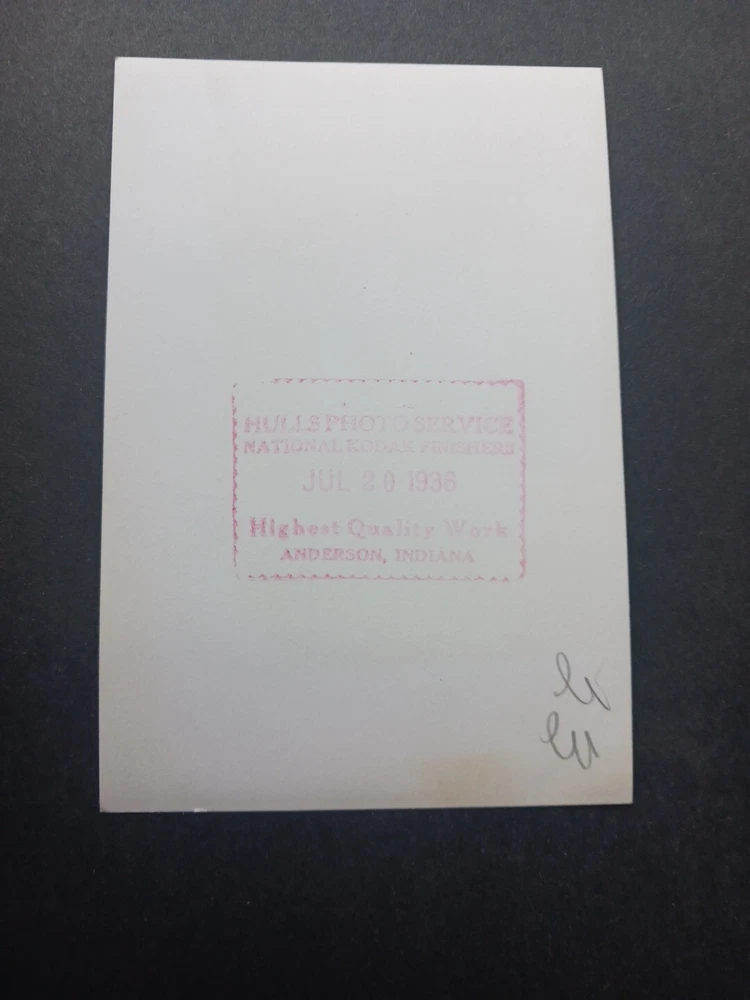 HULLS PHOTO SERVICE
NATIONAL KODAK FINISHERS
JUL 20 1936
Highest Quality Work
ANDERSON, INDIANA